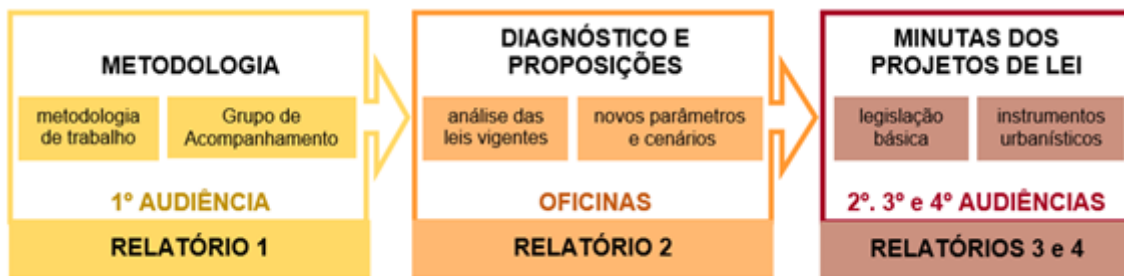 METODOLOGIA
metodologia
de trabalho
Grupo de
Acompanhamento
1º AUDIÊNCIA
RELATÓRIO 1
DIAGNÓSTICO E
PROPOSIÇÕES
análise das
leis vigentes
novos parâmetros
e cenários
OFICINAS
RELATÓRIO 2
MINUTAS DOS
PROJETOS DE LEI
legislação
básica
instrumentos
urbanísticos
2º. 3º e 4º AUDIÊNCIAS
RELATÓRIOS 3 e 4